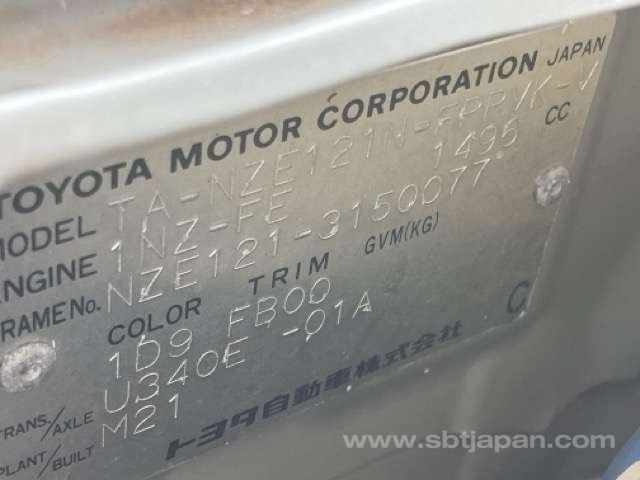 TOYOTA MOTOR CORPORATION JAPAN
MODEL TA-NZE121N-EPPVK-V
ENGINE 1NZ-FE 1495 CC
FRAME No. NZE121-3150077
COLOR TRIM GVM(KG)
1D9 FB00
TRANS/AXLE U340E -01A
PLANT/BUILT M21
C
トヨタ自動車株式会社
www.sbtjapan.com